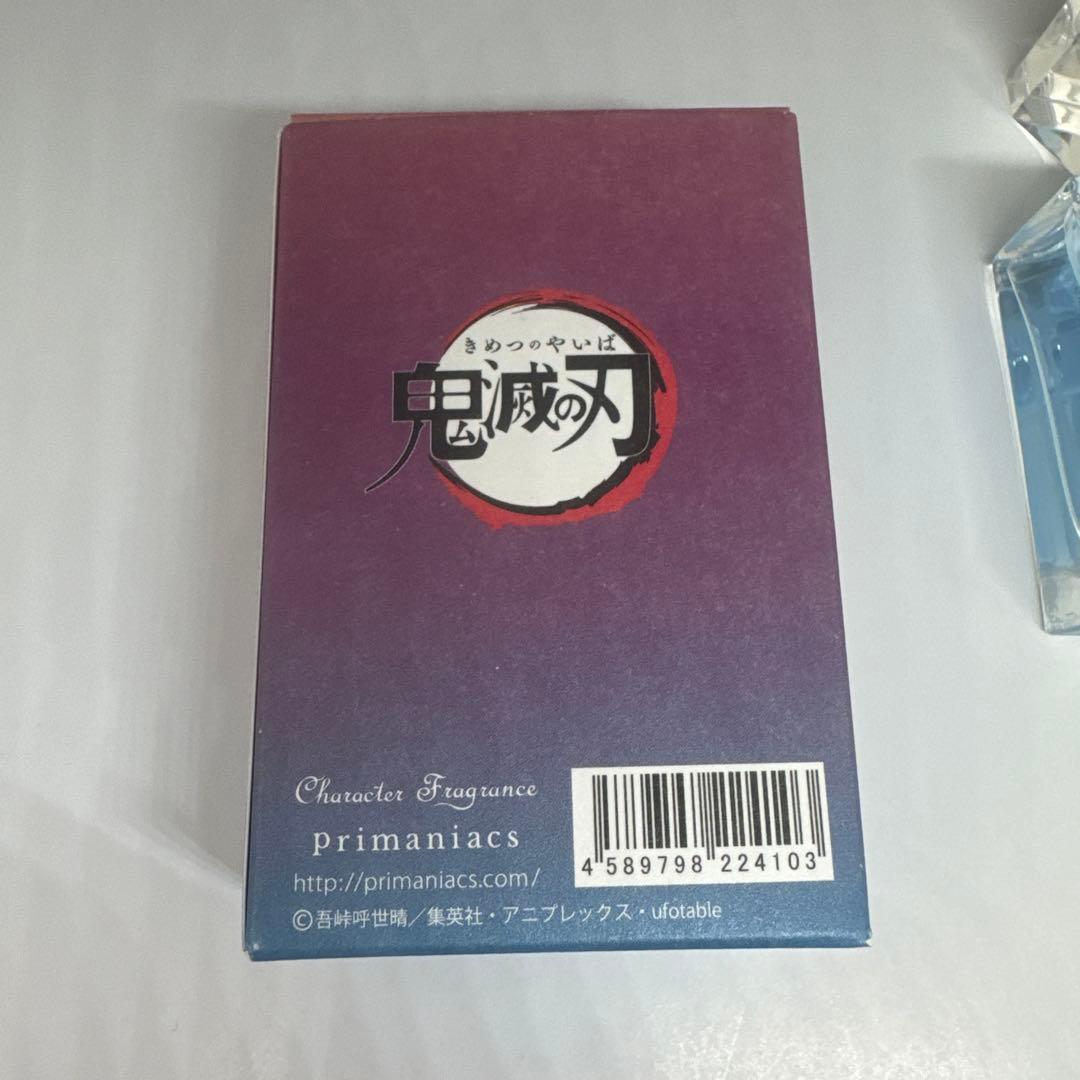 きめつのやいば
鬼滅の刃
Character Fragrance
primaniacs
http://primaniacs.com/
4 589798 224103
©吾峠呼世晴／集英社・アニプレックス・ufotable